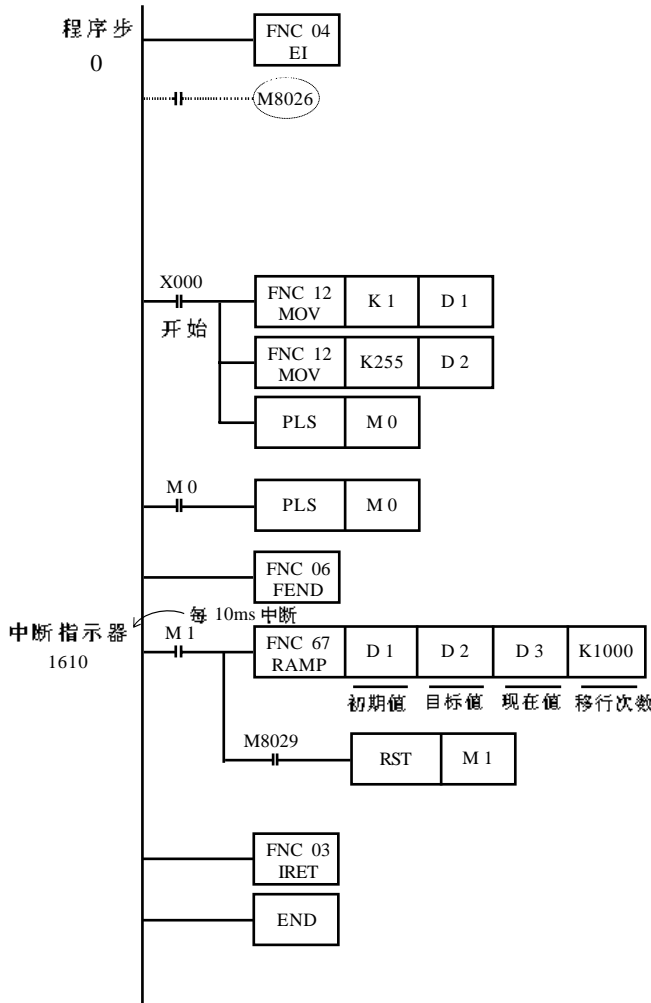 程序步
0
FNC 04
EI
M8026
X000
开始
FNC 12
MOV
K 1
D 1
FNC 12
MOV
K255
D 2
PLS
M 0
M 0
PLS
M 0
FNC 06
FEND
中断指示器
1610
每 10ms 中断
M 1
FNC 67
RAMP
D 1
D 2
D 3
K1000
初期值
目标值
现在值
移行次数
M8029
RST
M 1
FNC 03
IRET
END